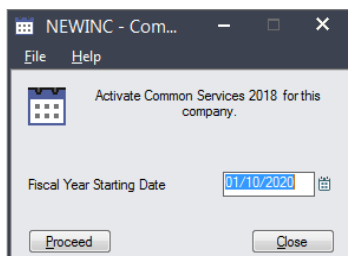 NEWINC - Com...
File Help
Activate Common Services 2018 for this
company.
Fiscal Year Starting Date 01/10/2020
Proceed Close